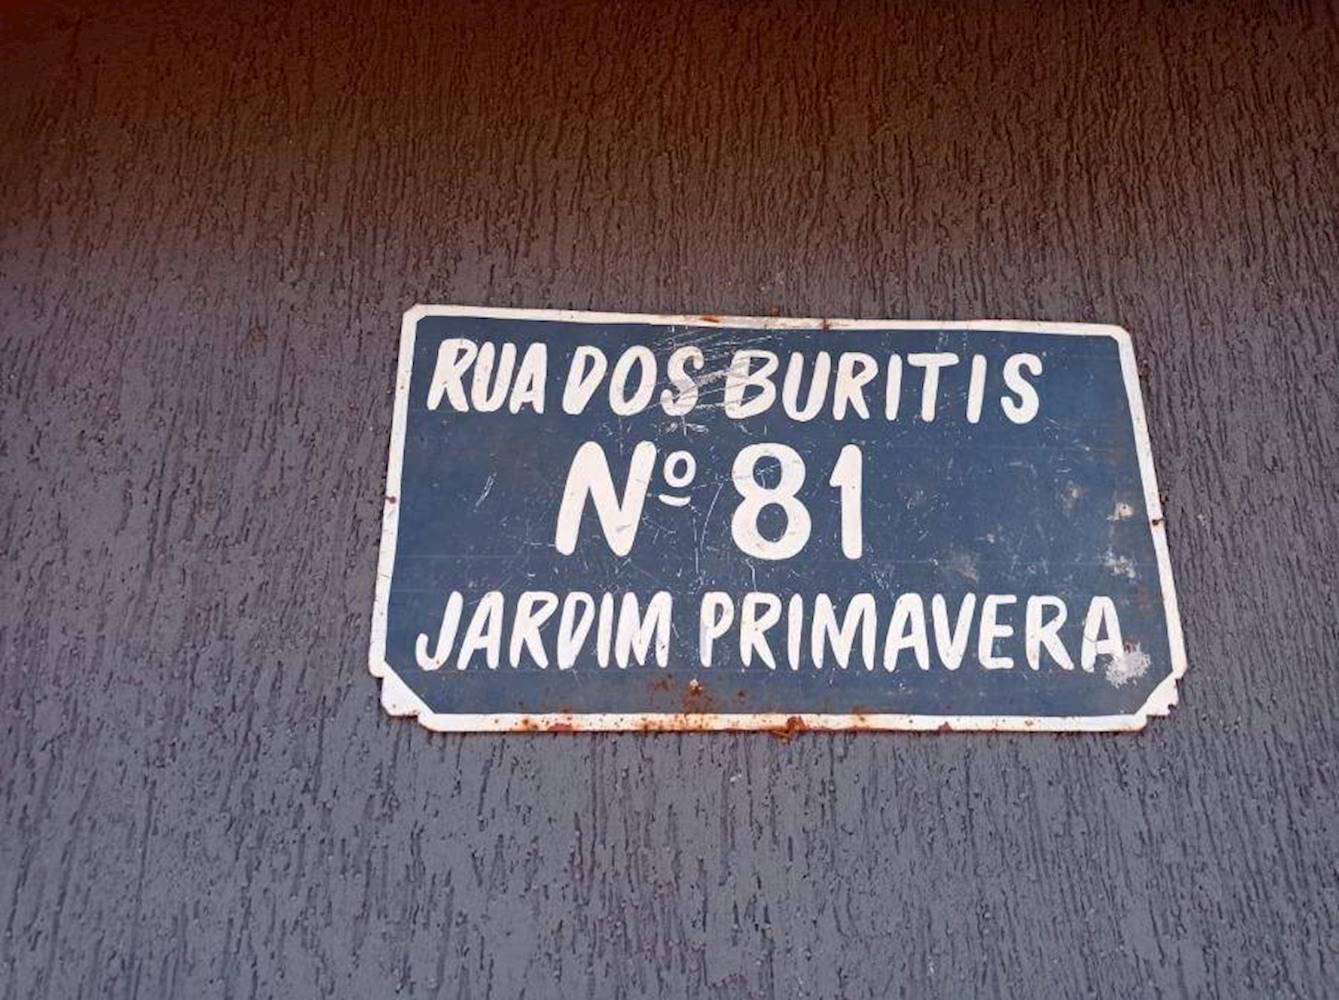 RUA DOS BURITIS
Nº 81
JARDIM PRIMAVERA